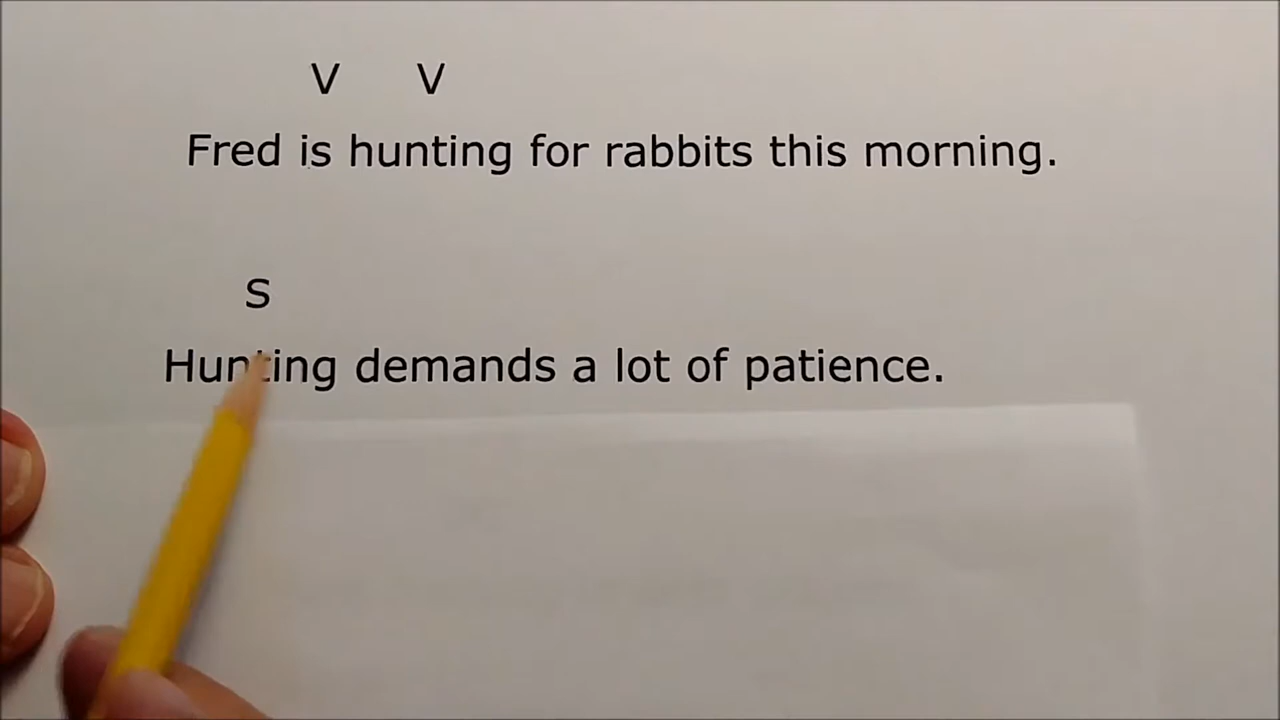 V V
Fred is hunting for rabbits this morning.
S
Hunting demands a lot of patience.